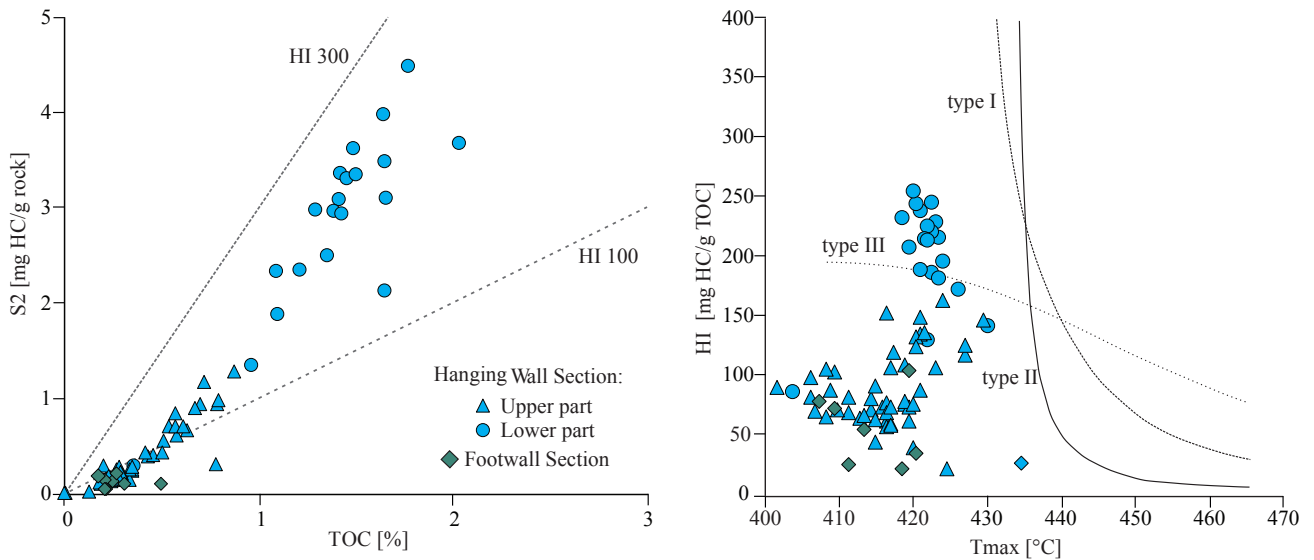 5
4
3
2
1
0
S2 [mg HC/g rock]
HI 300
HI 100
Hanging Wall Section:
Upper part
Lower part
Footwall Section
0
1
2
3
TOC [%]
400
350
300
250
200
150
100
50
0
HI [mg HC/g TOC]
type I
type III
type II
400
420
430
440
450
460
470
Tmax [°C]